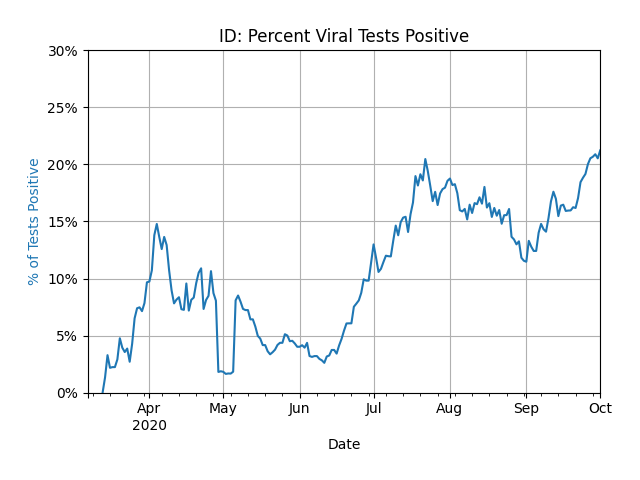 ID: Percent Viral Tests Positive
30%
25%
20%
15%
10%
5%
0%
% of Tests Positive
Apr May Jun Jul Aug Sep Oct
2020
Date